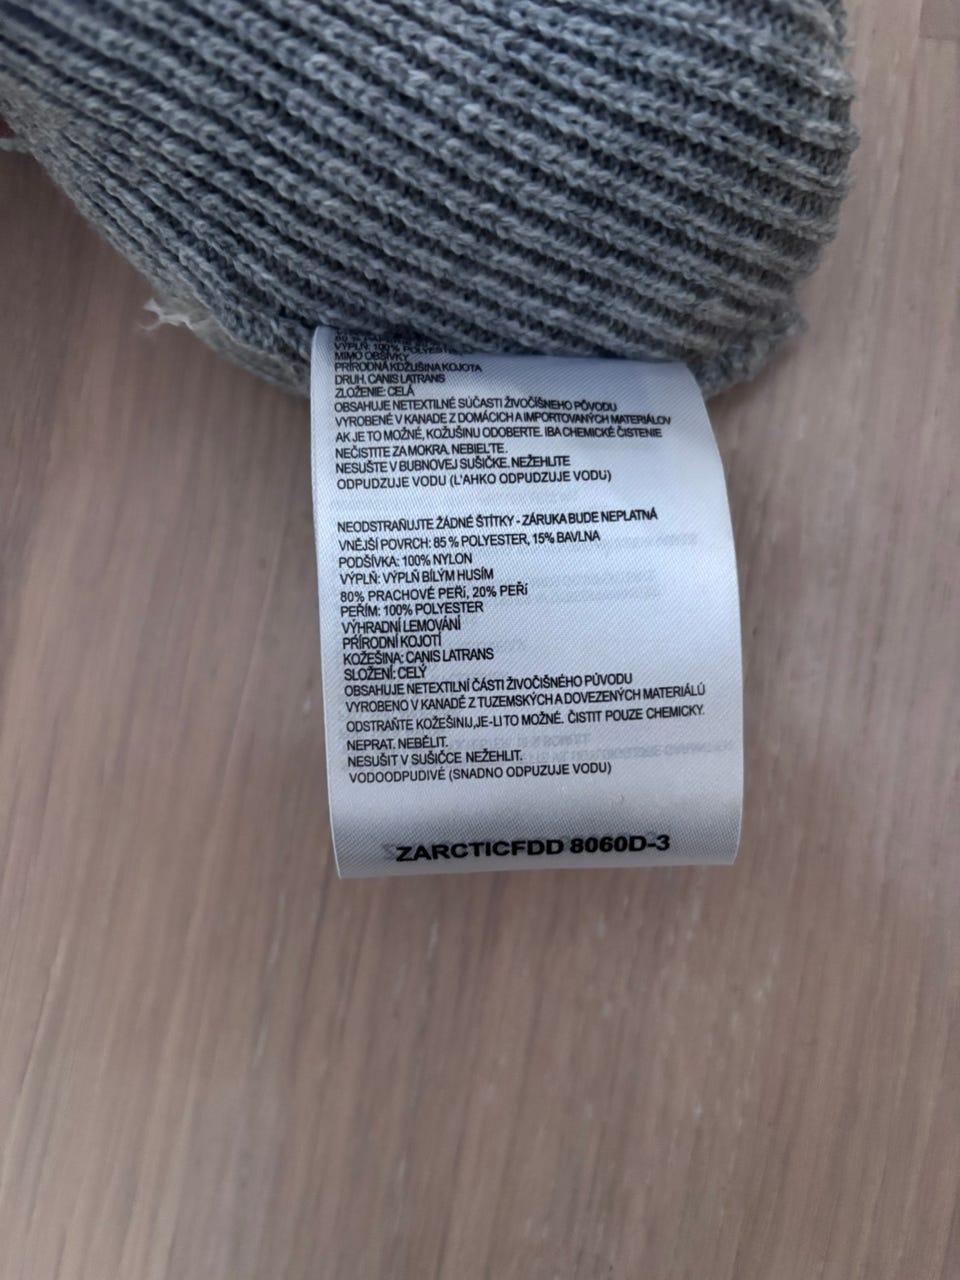 VÝPLŇ: 100% POLYESTER
MIMO OBŠÍVKY
PRÍRODNÁ KOŽUŠINA KOJOTA
DRUH, CANIS LATRANS
ZLOŽENIE: CELÁ
OBSAHUJE NETEXTILNÉ SÚČASTI ŽIVOČÍŠNEHO PÔVODU
VYROBENÉ V KANADE Z DOMÁCICH A IMPORTOVANÝCH MATERIÁLOV
AK JE TO MOŽNÉ, KOŽUŠINU ODOBERTE. IBA CHEMICKÉ ČISTENIE
NEČISTITE ZA MOKRA. NEBIEL'TE.
NESUŠTE V BUBNOVEJ SUŠIČKE. NEŽEHLITE
ODPUDZUJE VODU (L'AHKO ODPUDZUJE VODU)
NEODSTRAŇUJTE ŽÁDNÉ ŠTÍTKY - ZÁRUKA BUDE NEPLATNÁ
VNĚJŠÍ POVRCH: 85 % POLYESTER, 15% BAVLNA
PODŠÍVKA: 100% NYLON
VÝPLŇ: VÝPLŇ BÍLÝM HUSÍM
80% PRACHOVÉ PEŘí, 20% PEŘí
PEŘÍM: 100% POLYESTER
VÝHRADNÍ LEMOVÁNÍ
PŘÍRODNÍ KOJOTÍ
KOŽEŠINA: CANIS LATRANS
SLOŽENÍ: CELÝ
OBSAHUJE NETEXTILNÍ ČÁSTI ŽIVOČIŠNÉHO PŮVODU
VYROBENO V KANADĚ Z TUZEMSKÝCH A DOVEZENÝCH MATERIÁLŮ
ODSTRAŇTE KOŽEŠINIJ,JE-LI TO MOŽNÉ. ČISTIT POUZE CHEMICKY.
NEPRAT. NEBĚLIT.
NESUŠIT V SUŠIČCE NEŽEHLIT.
VODOODPUDIVÉ (SNADNO ODPUZUJE VODU)
ZARCTICFDD 8060D-3